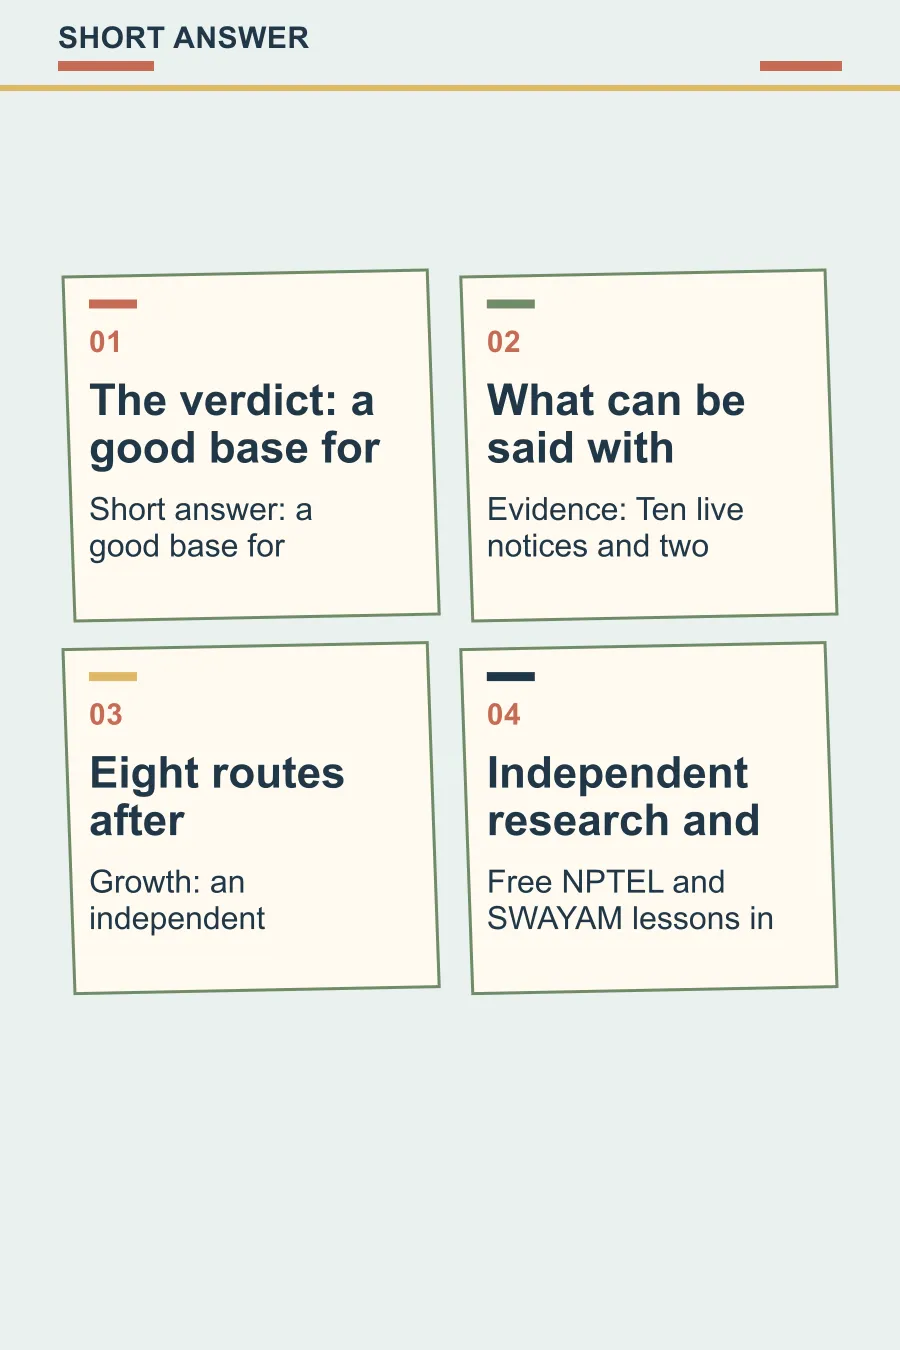 SHORT ANSWER
01
The verdict: a
good base for
Short answer: a
good base for
02
What can be
said with
Evidence: Ten live
notices and two
03
Eight routes
after
Growth: an
independent
04
Independent
research and
Free NPTEL and
SWAYAM lessons in